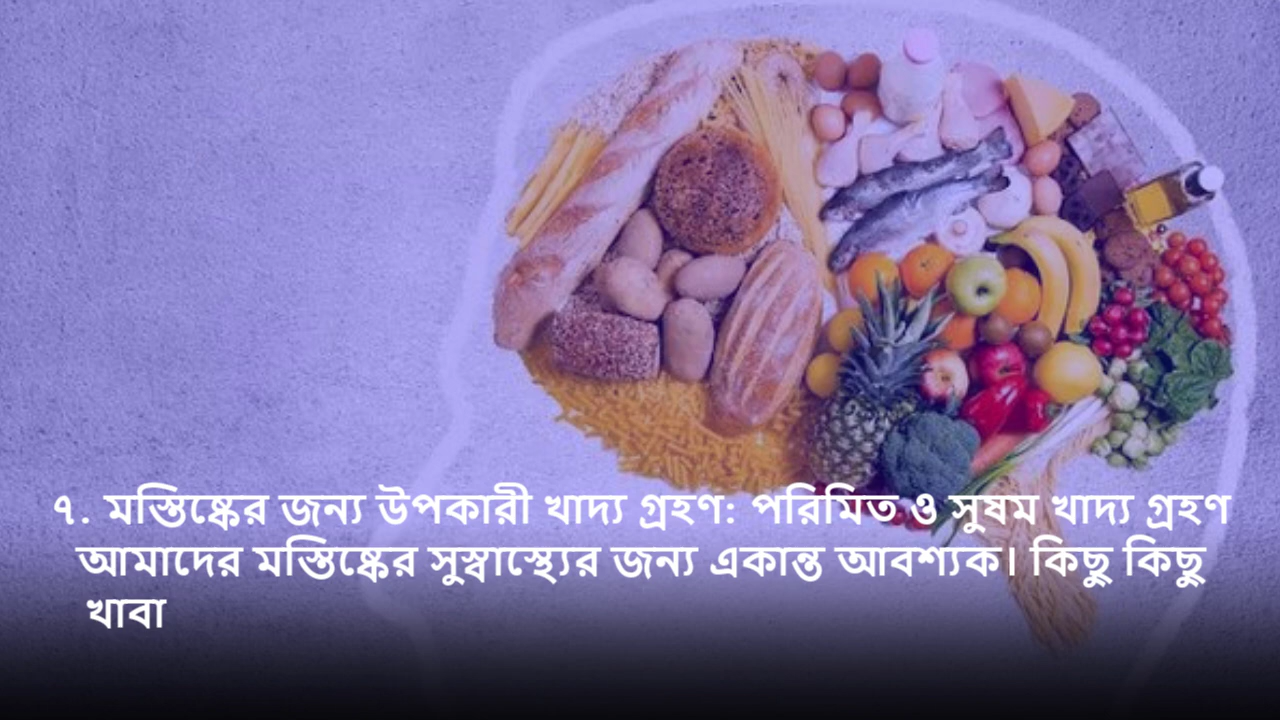 ৭. মস্তিষ্কের জন্য উপকারী খাদ্য গ্রহণ: পরিমিত ও সুষম খাদ্য গ্রহণ
আমাদের মস্তিষ্কের সুস্বাস্থ্যের জন্য একান্ত আবশ্যক। কিছু কিছু
খাবা